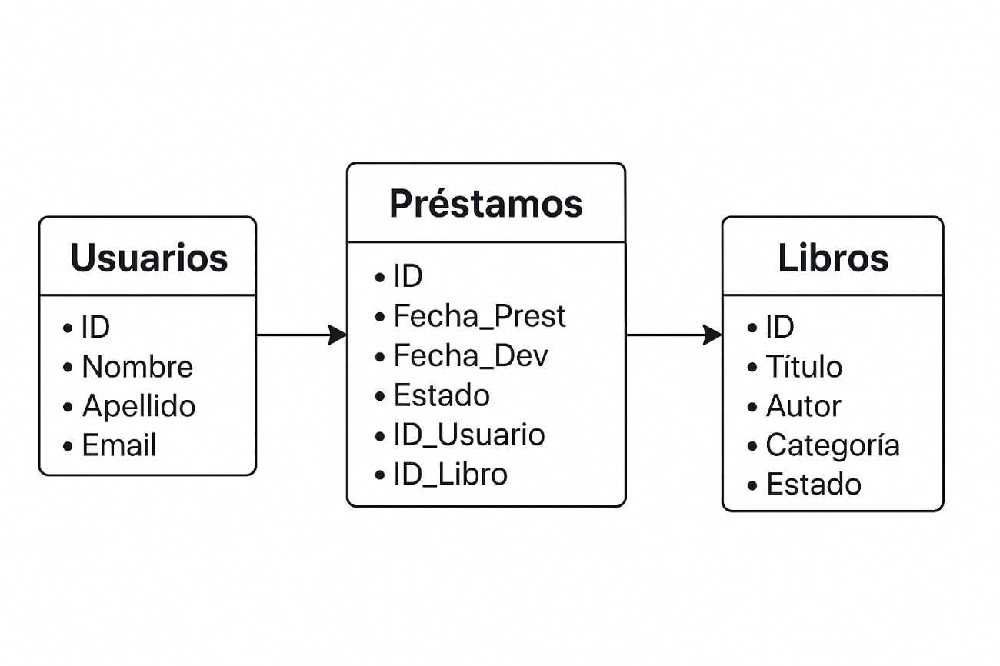 Usuarios
• ID
• Nombre
• Apellido
• Email
Préstamos
• ID
• Fecha_Prest
• Fecha_Dev
• Estado
• ID_Usuario
• ID_Libro
Libros
• ID
• Título
• Autor
• Categoría
• Estado